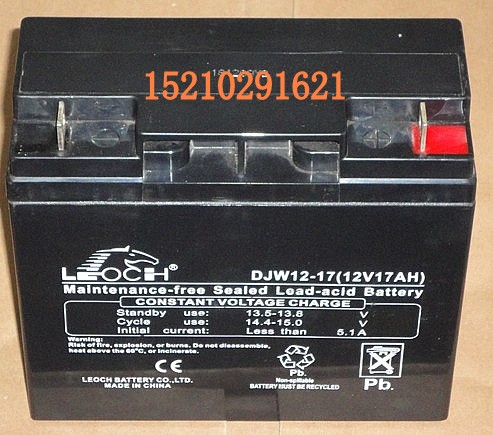 15210291621
LEOCH®
DJW12-17(12V17AH)
Maintenance-free Sealed Lead-acid Battery
CONSTANT VOLTAGE CHARGE
Standby use: 13.5-13.8 V
Cycle use: 14.4-15.0 V
Initial current: Less than 5.1A
Warning:
Risk of fire, explosion, or burns. Do not disassemble,
heat above the 60°C, or incinerate.
CE
LEOCH BATTERY CO.,LTD.
MADE IN CHINA
Pb.
Non-spillable
BATTERY MUST BE RECYCLED
Pb.